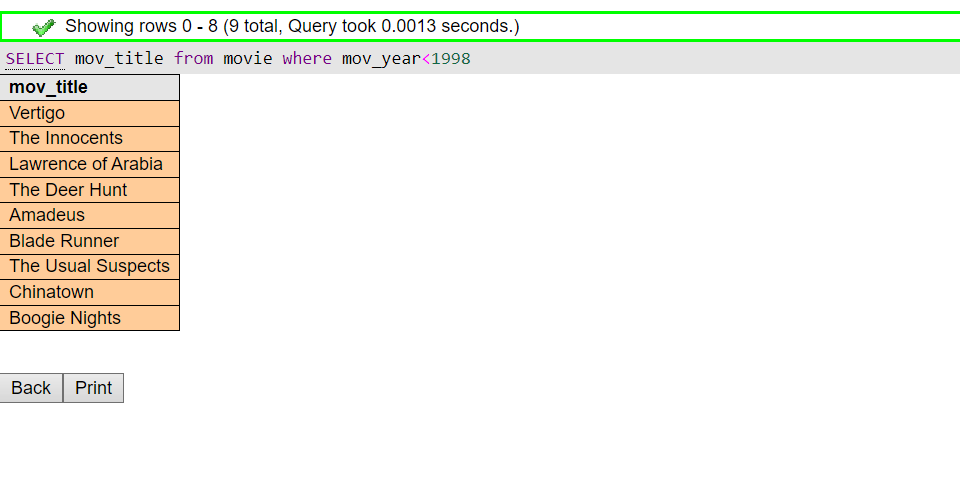 Showing rows 0 - 8 (9 total, Query took 0.0013 seconds.)
SELECT mov_title from movie where mov_year<1998
mov_title
Vertigo
The Innocents
Lawrence of Arabia
The Deer Hunt
Amadeus
Blade Runner
The Usual Suspects
Chinatown
Boogie Nights
Back Print